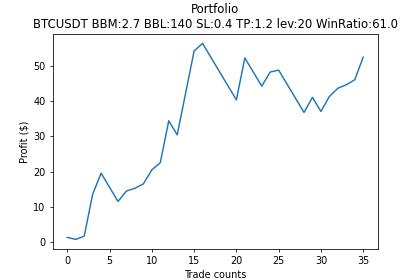 Portfolio
BTCUSDT BBM:2.7 BBL:140 SL:0.4 TP:1.2 lev:20 WinRatio:61.0
50
40
30
20
10
0
Profit ($)
0 5 10 15 20 25 30 35
Trade counts